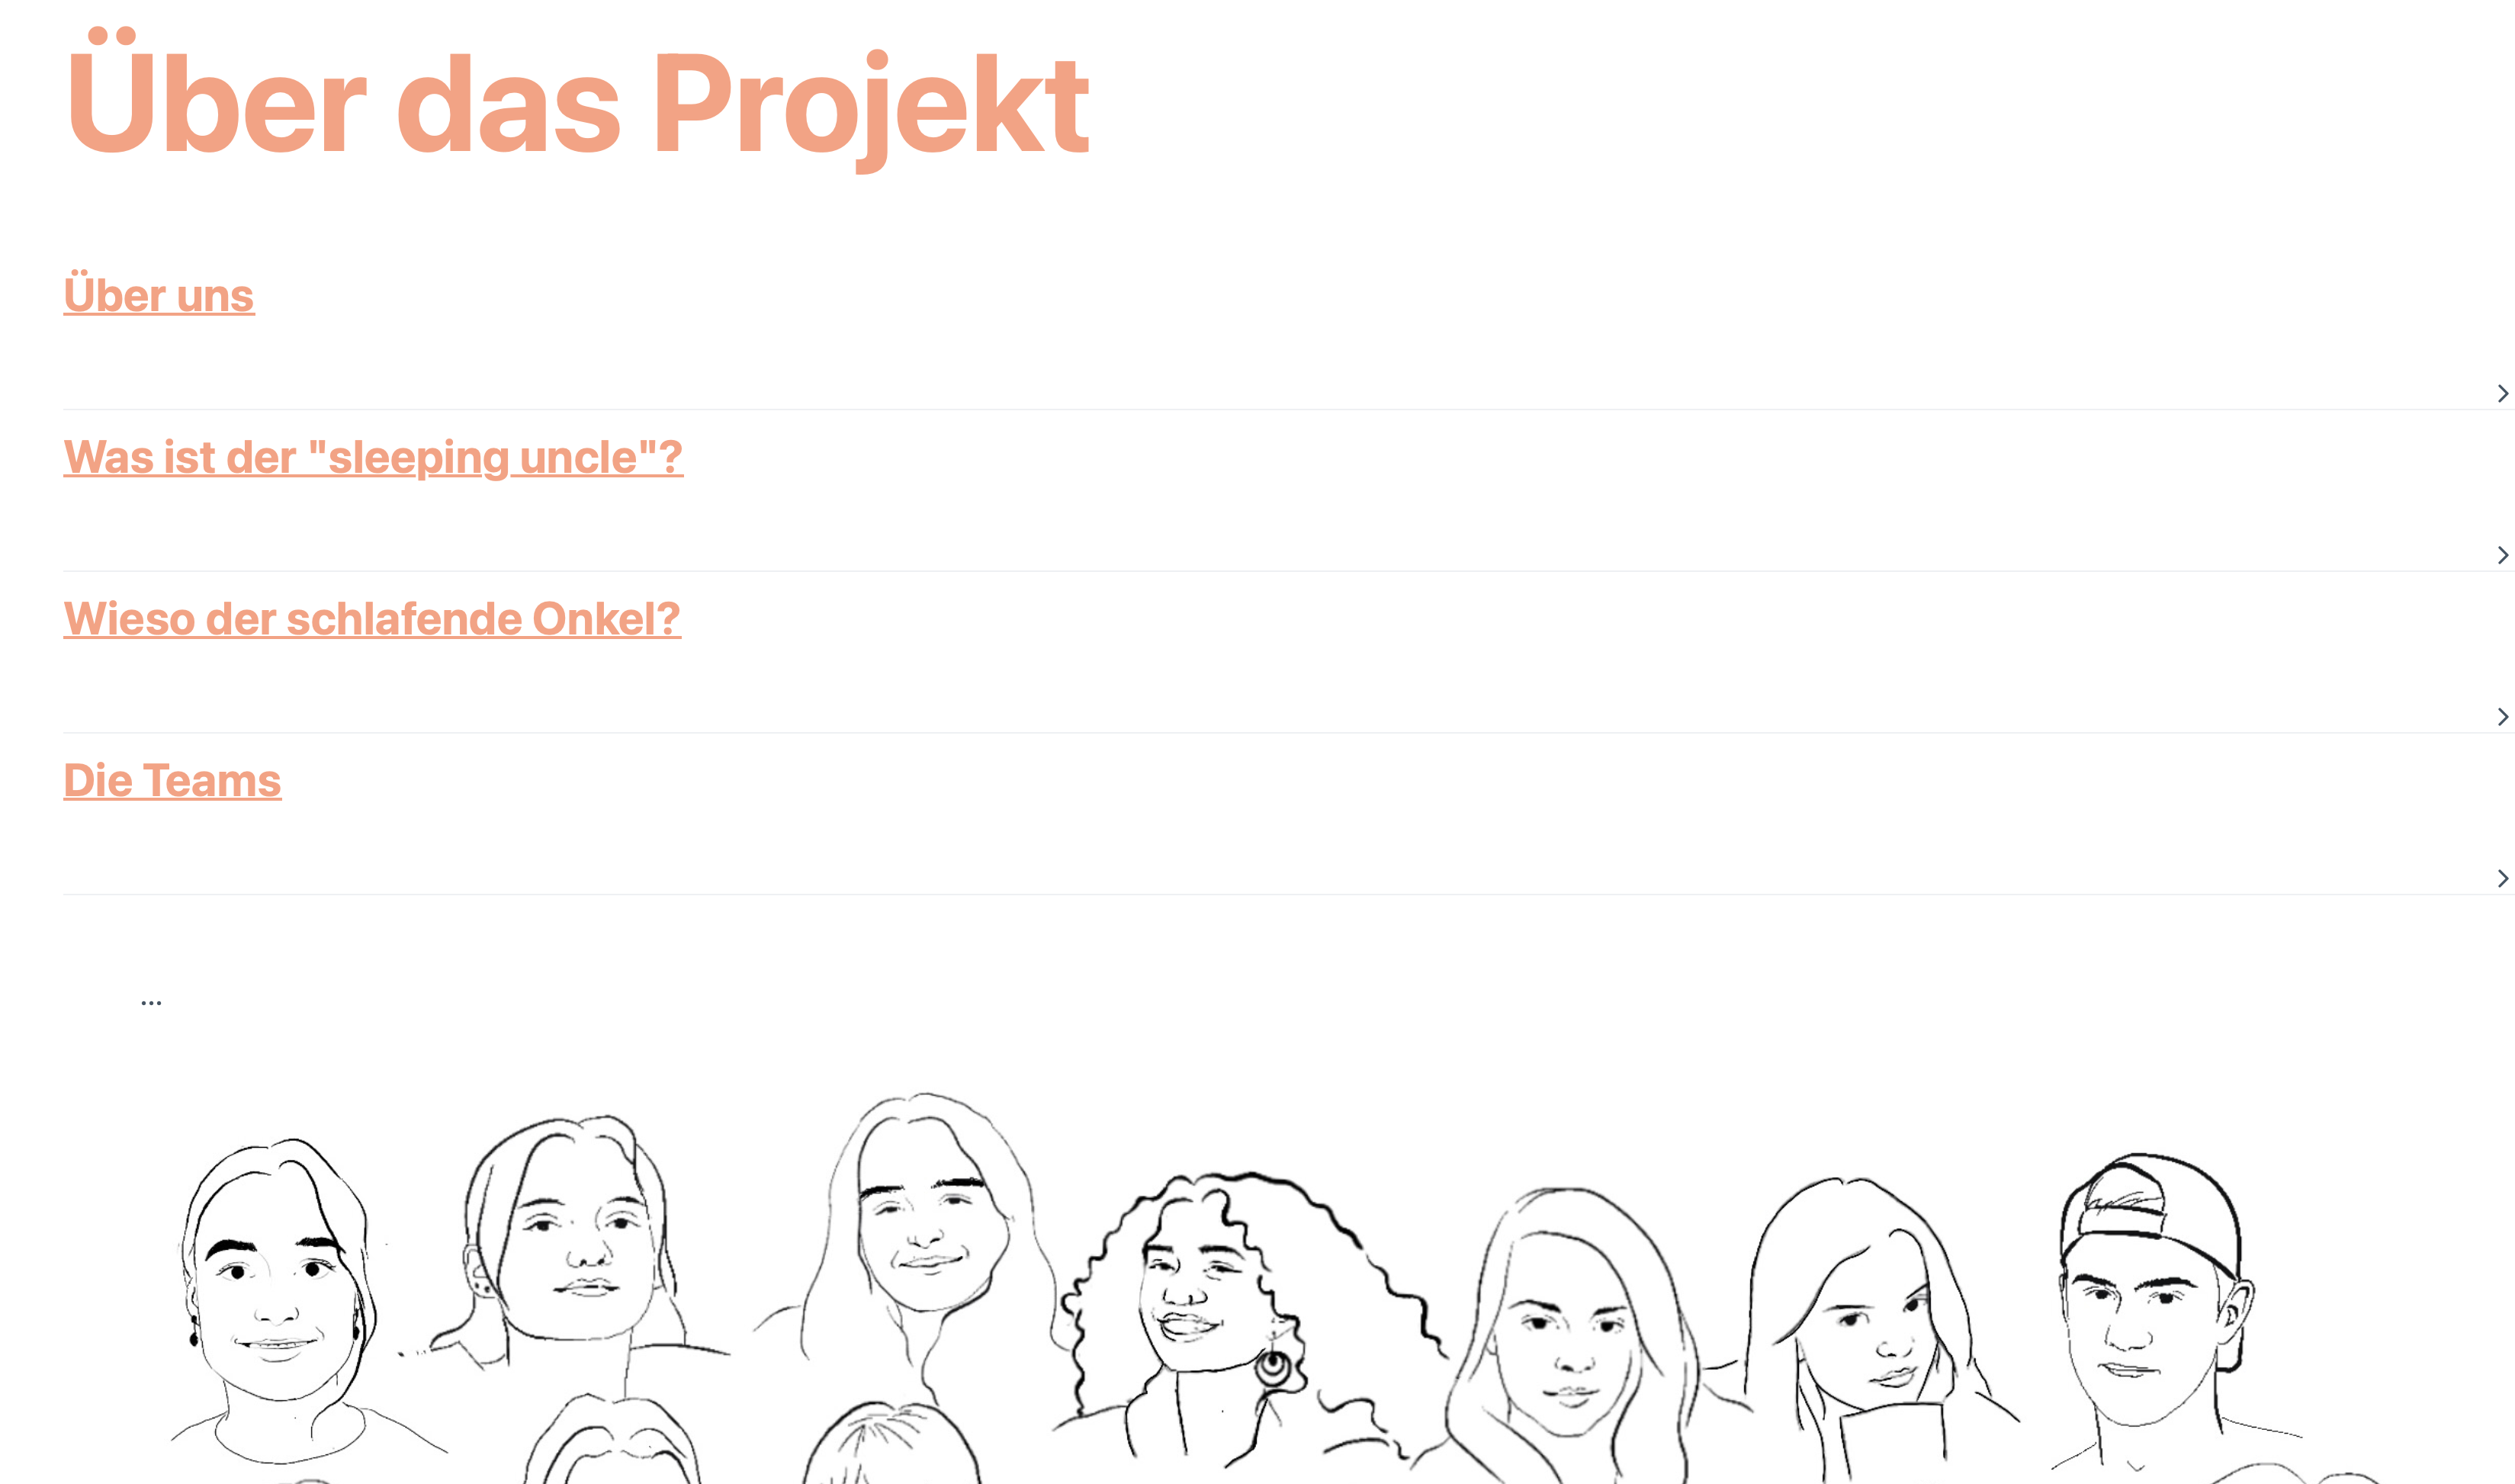 Über das Projekt
Über uns
Was ist der "sleeping uncle"?
Wieso der schlafende Onkel?
Die Teams
...